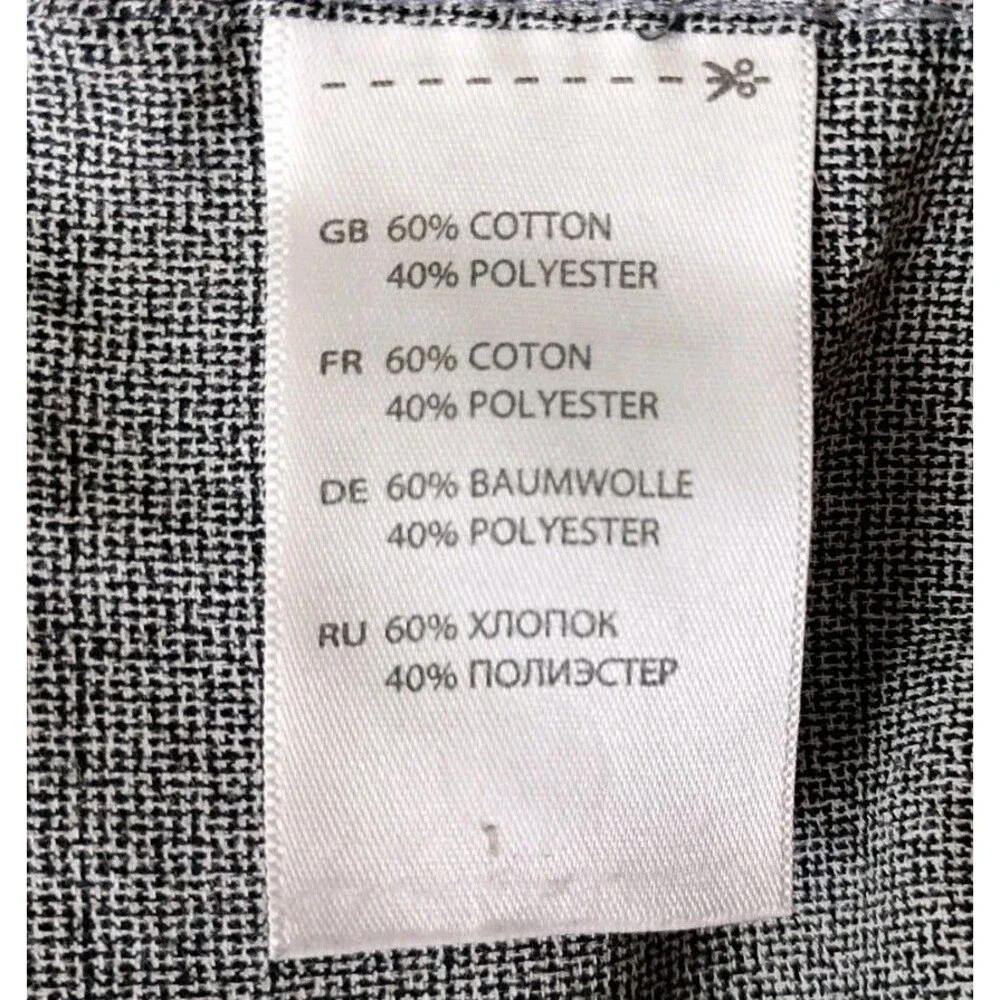 GB 60% COTTON
40% POLYESTER
FR 60% COTON
40% POLYESTER
DE 60% BAUMWOLLE
40% POLYESTER
RU 60% ХЛОПОК
40% ПОЛИЭСТЕР
1